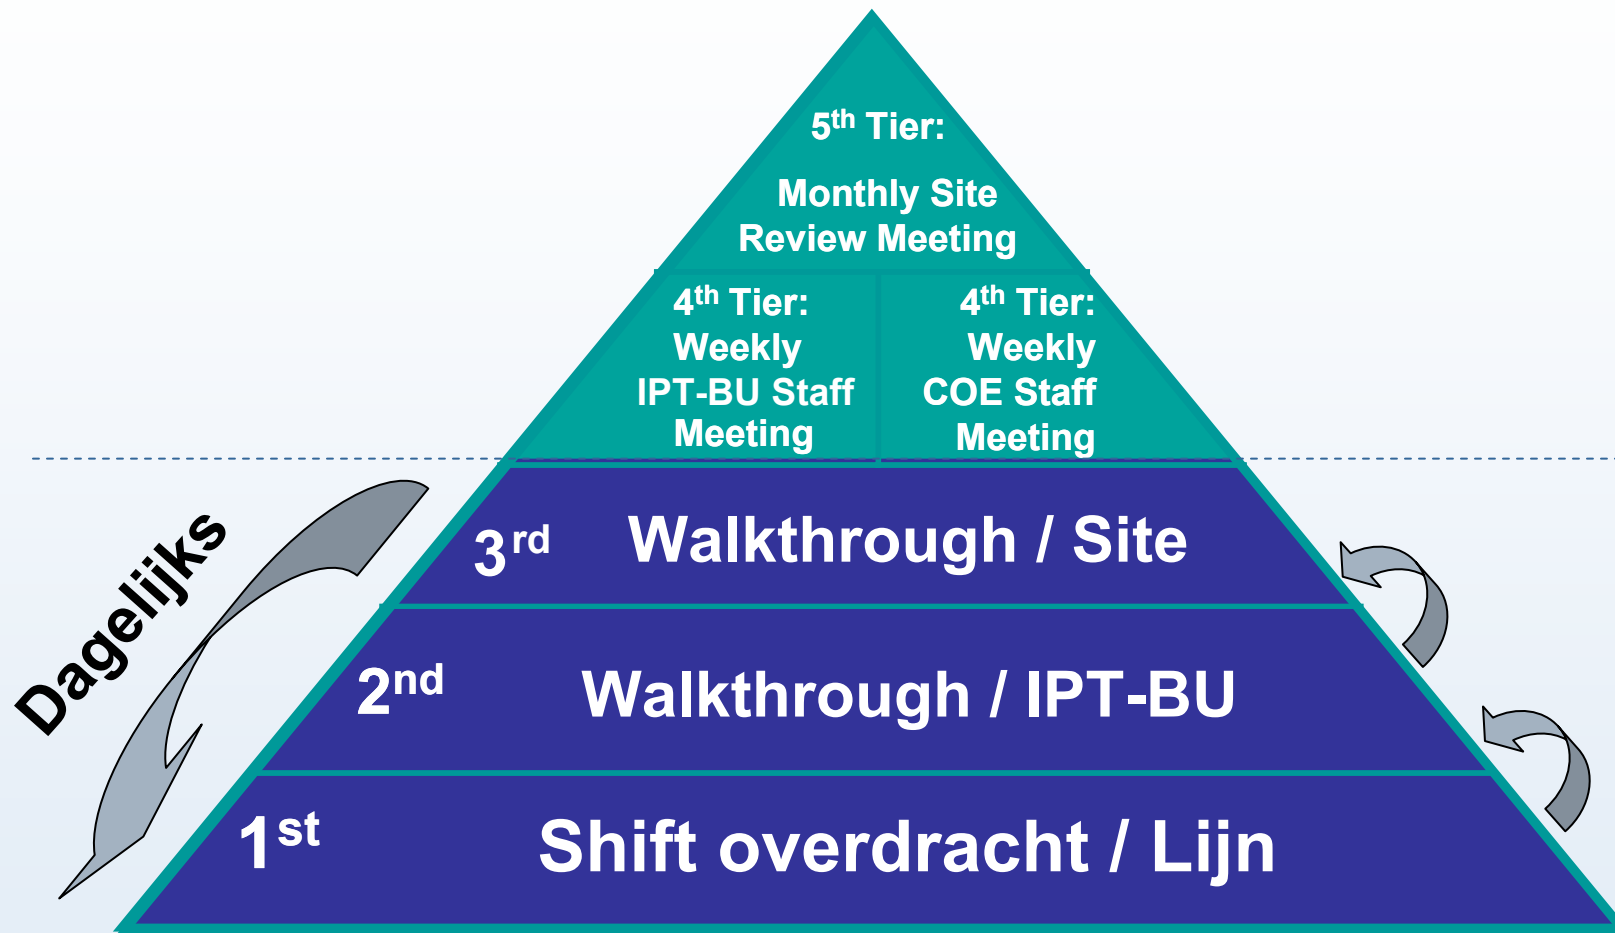 5th Tier:
Monthly Site
Review Meeting
4th Tier:
Weekly
IPT-BU Staff
Meeting
4th Tier:
Weekly
COE Staff
Meeting
Dagelijks
3rd Walkthrough / Site
2nd Walkthrough / IPT-BU
1st Shift overdracht / Lijn